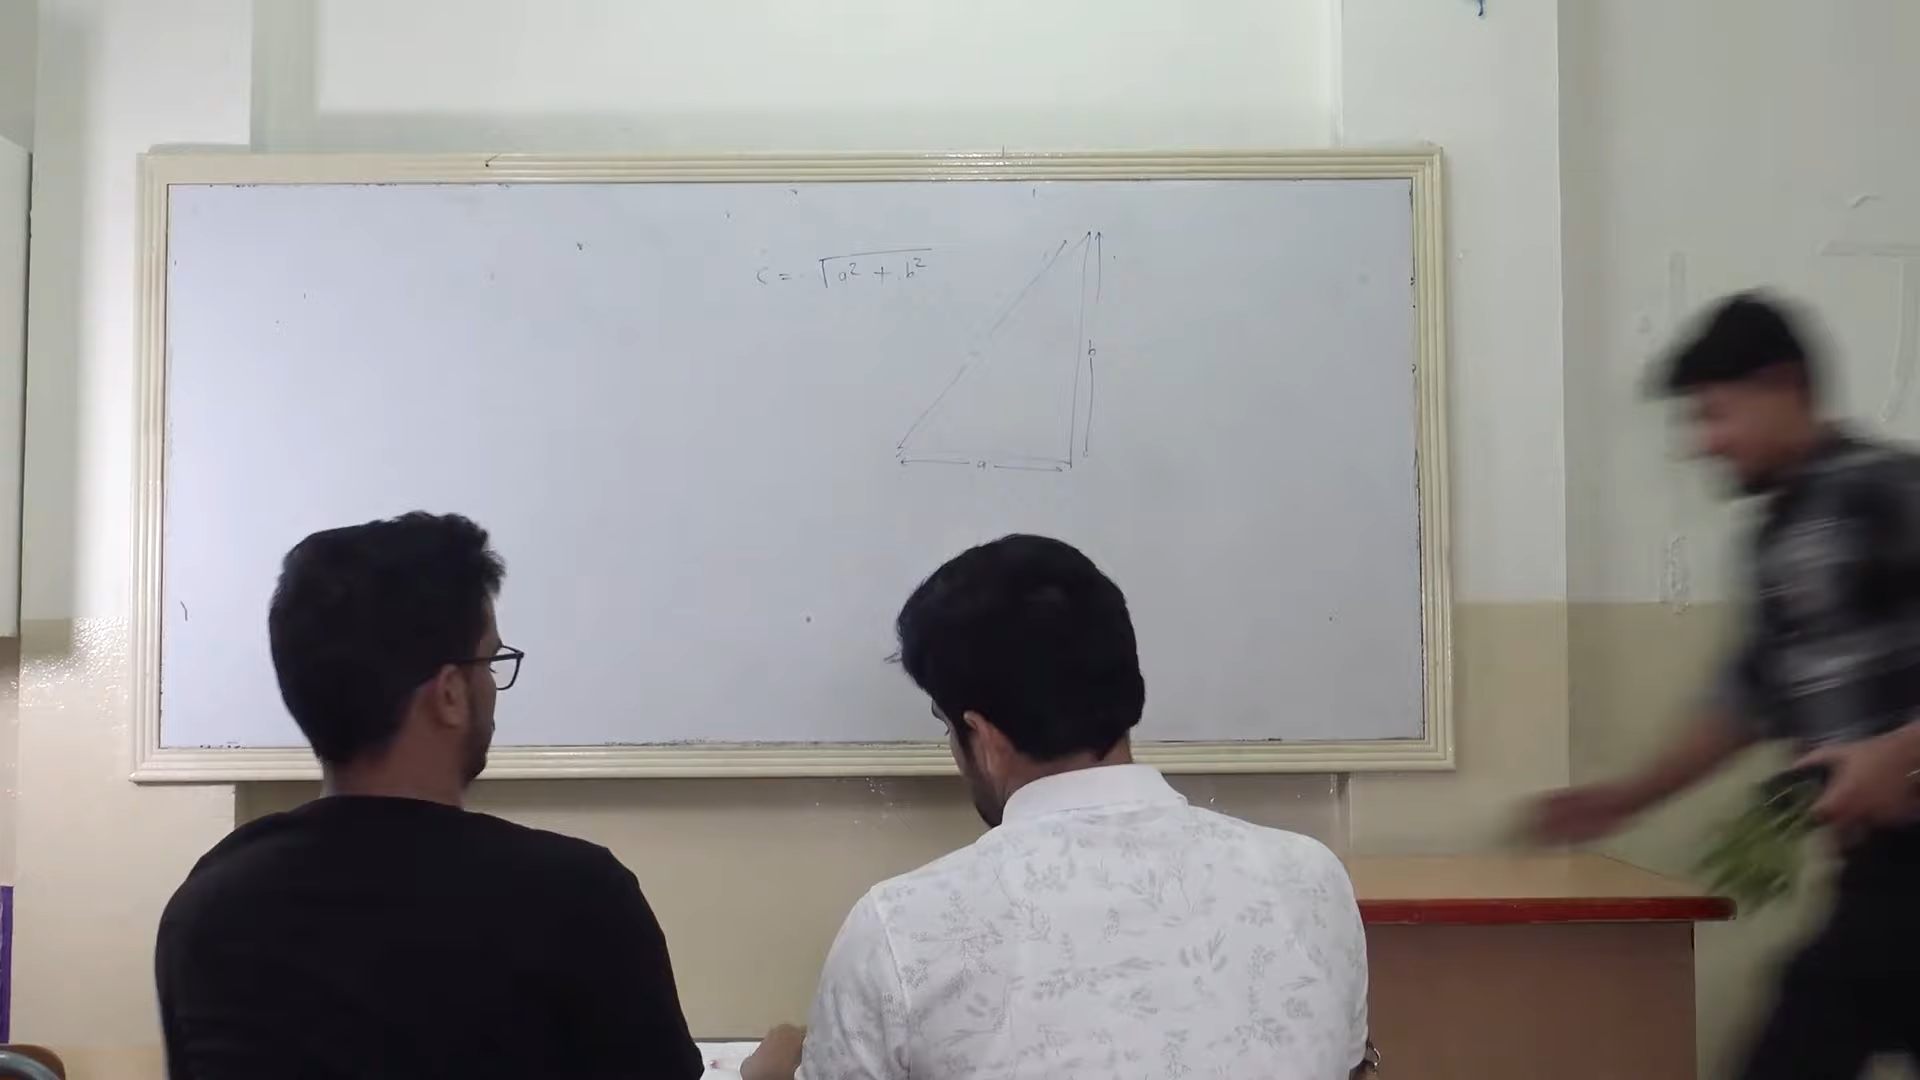 c = √a² + b²
b
a